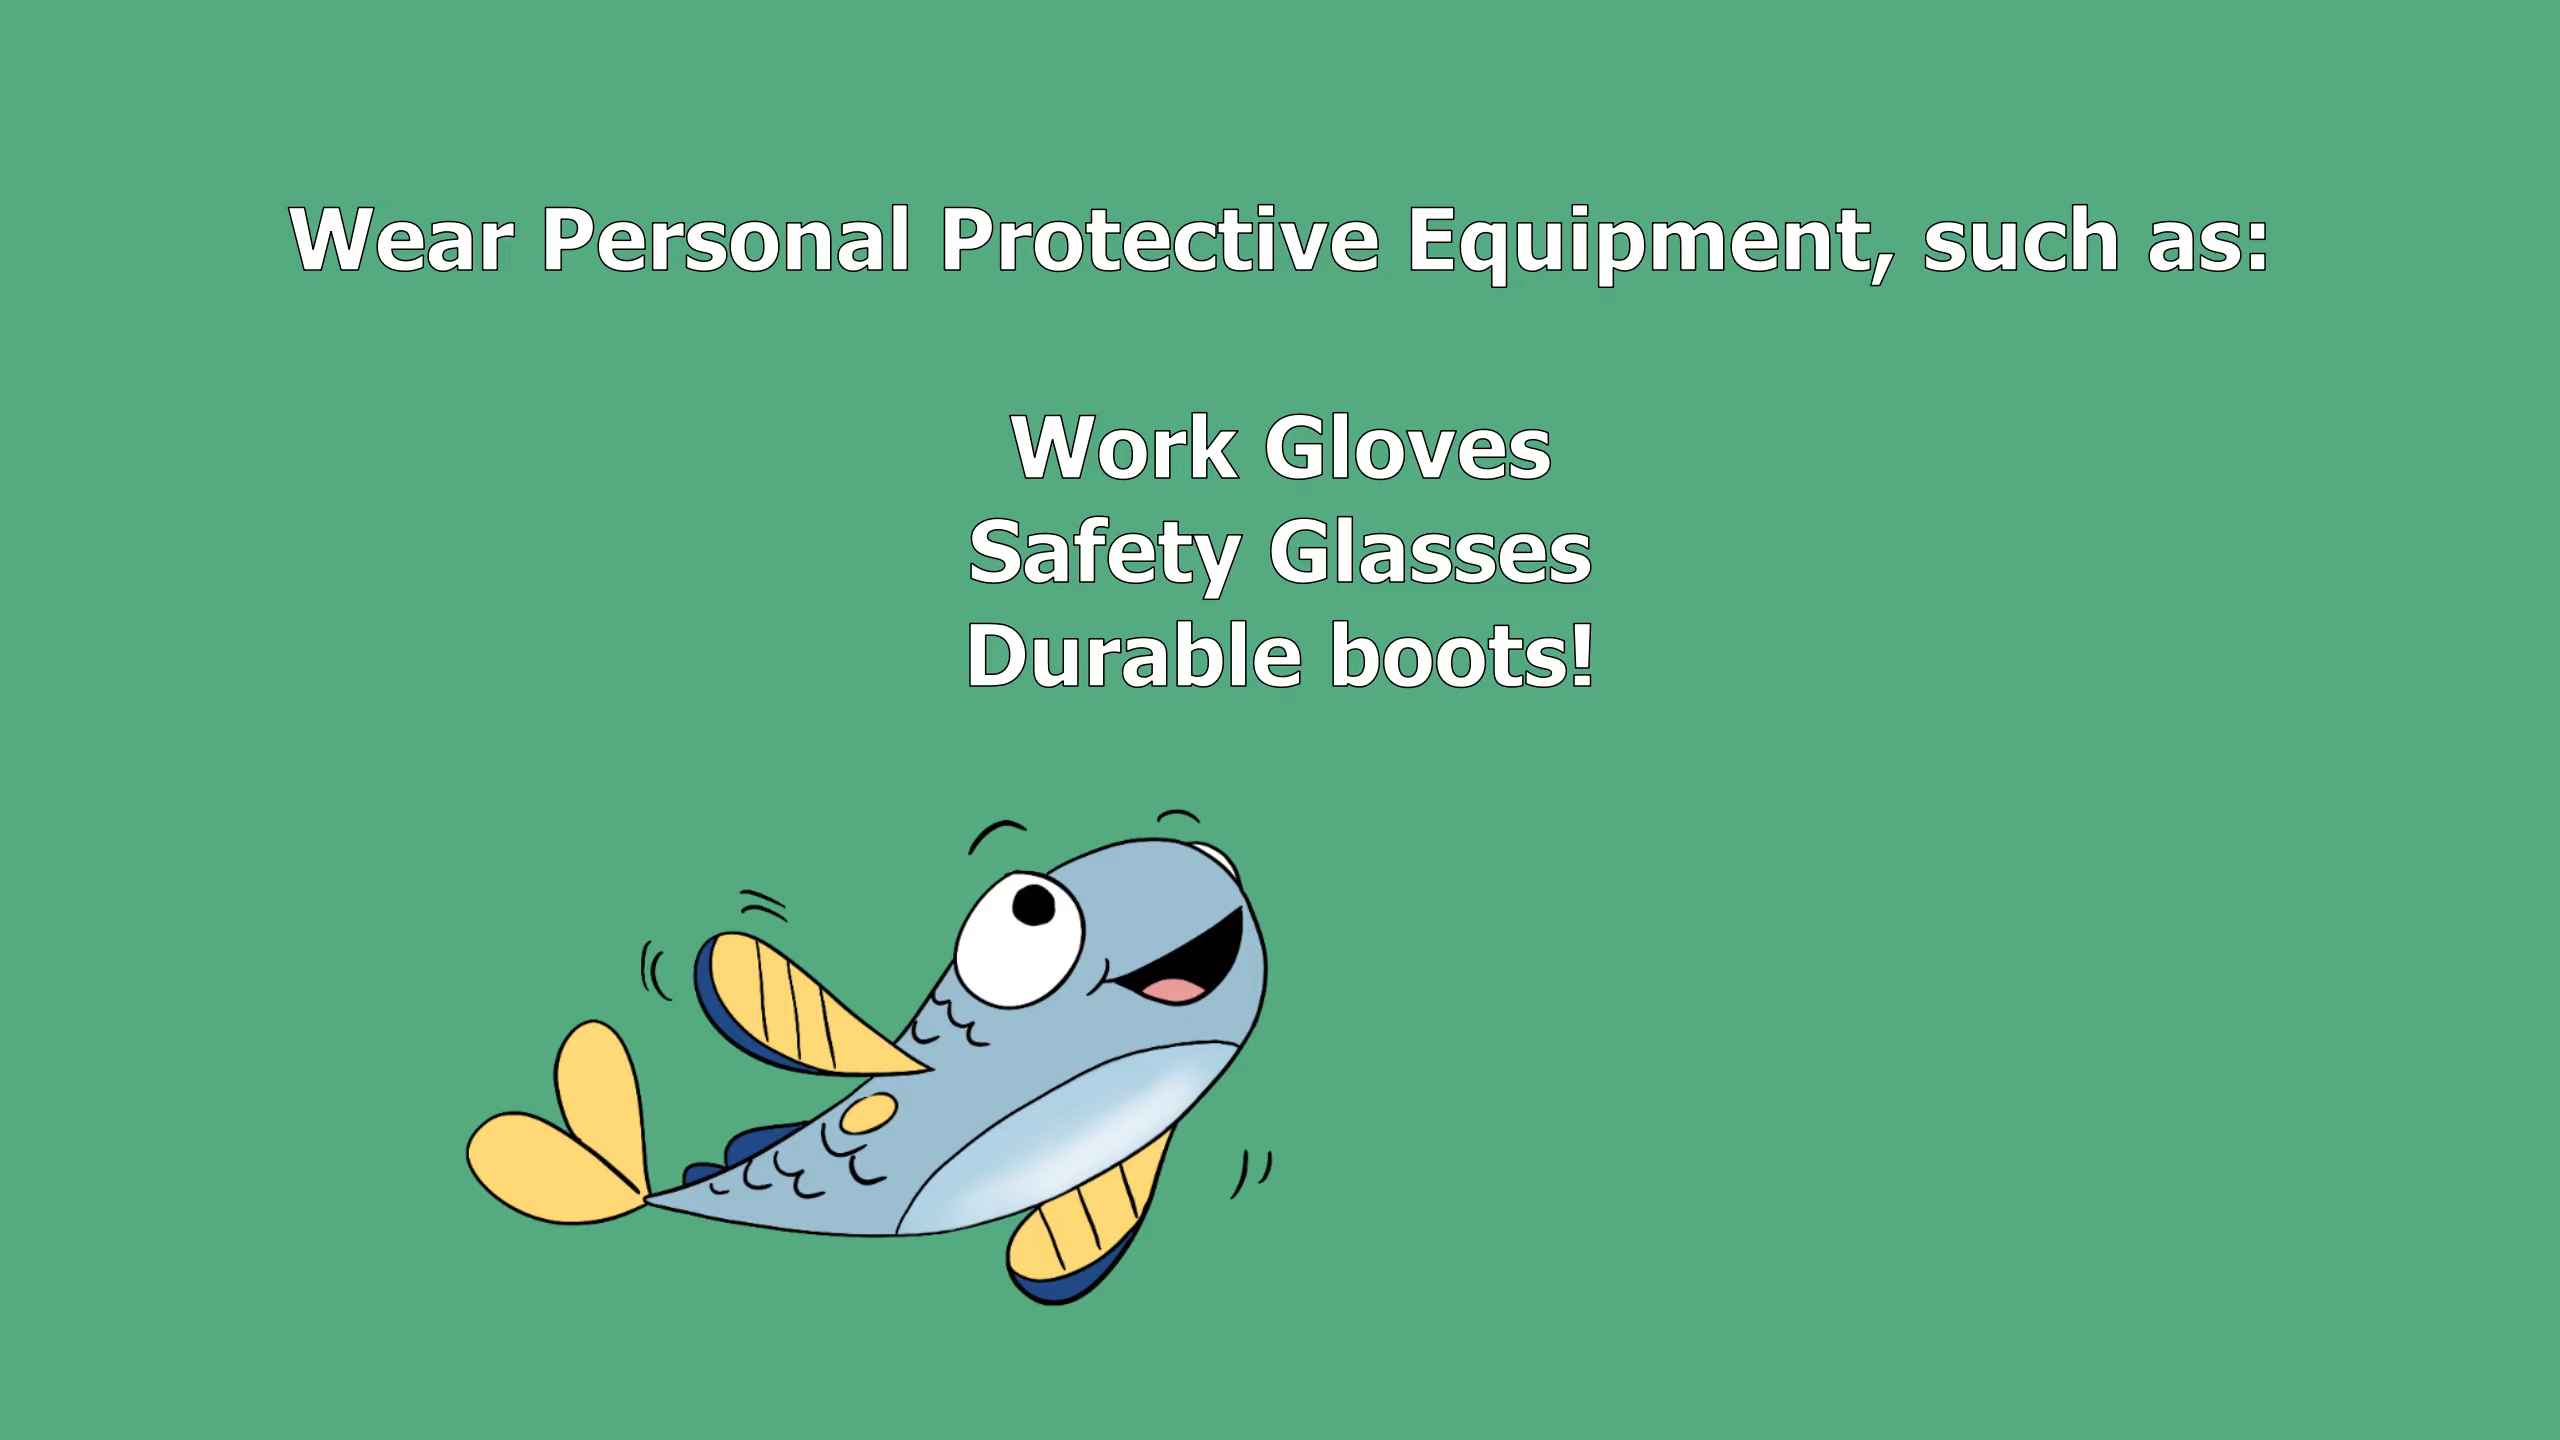 Wear Personal Protective Equipment, such as:
Work Gloves
Safety Glasses
Durable boots!